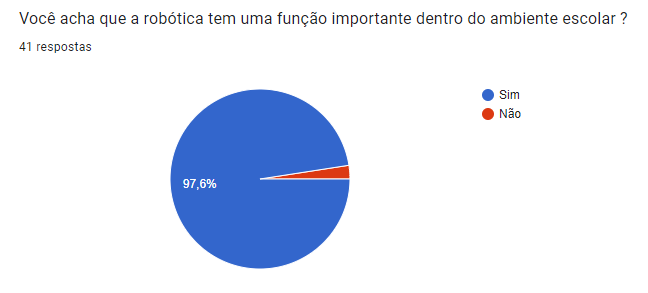 Você acha que a robótica tem uma função importante dentro do ambiente escolar ?
41 respostas
Sim
Não
97,6%